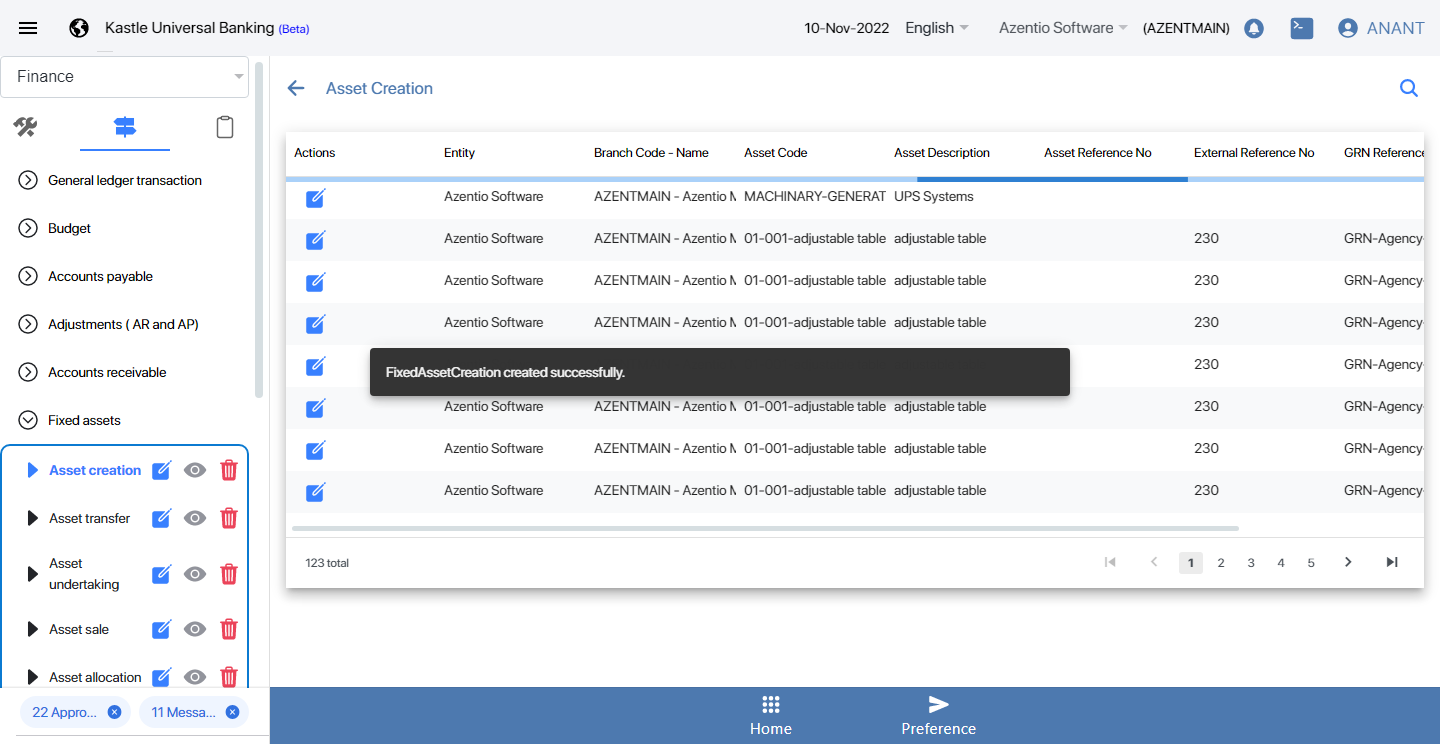 Kastle Universal Banking (Beta)
10-Nov-2022 English Azentio Software (AZENTMAIN) ANANT
Finance
General ledger transaction
Budget
Accounts payable
Adjustments ( AR and AP)
Accounts receivable
Fixed assets
Asset creation
Asset transfer
Asset
undertaking
Asset sale
Asset allocation
22 Appro...
11 Messa...
Asset Creation
Actions Entity Branch Code - Name Asset Code Asset Description Asset Reference No External Reference No GRN Reference
Azentio Software AZENTMAIN - Azentio M MACHINARY-GENERAT UPS Systems
Azentio Software AZENTMAIN - Azentio M 01-001-adjustable table adjustable table 230 GRN-Agency-
Azentio Software AZENTMAIN - Azentio M 01-001-adjustable table adjustable table 230 GRN-Agency-
Azentio Software AZENTMAIN - Azentio M 01-001-adjustable table adjustable table 230 GRN-Agency-
230 GRN-Agency-
FixedAssetCreation created successfully.
Azentio Software AZENTMAIN - Azentio M 01-001-adjustable table adjustable table 230 GRN-Agency-
Azentio Software AZENTMAIN - Azentio M 01-001-adjustable table adjustable table 230 GRN-Agency-
Azentio Software AZENTMAIN - Azentio M 01-001-adjustable table adjustable table 230 GRN-Agency-
123 total
1 2 3 4 5
Home
Preference